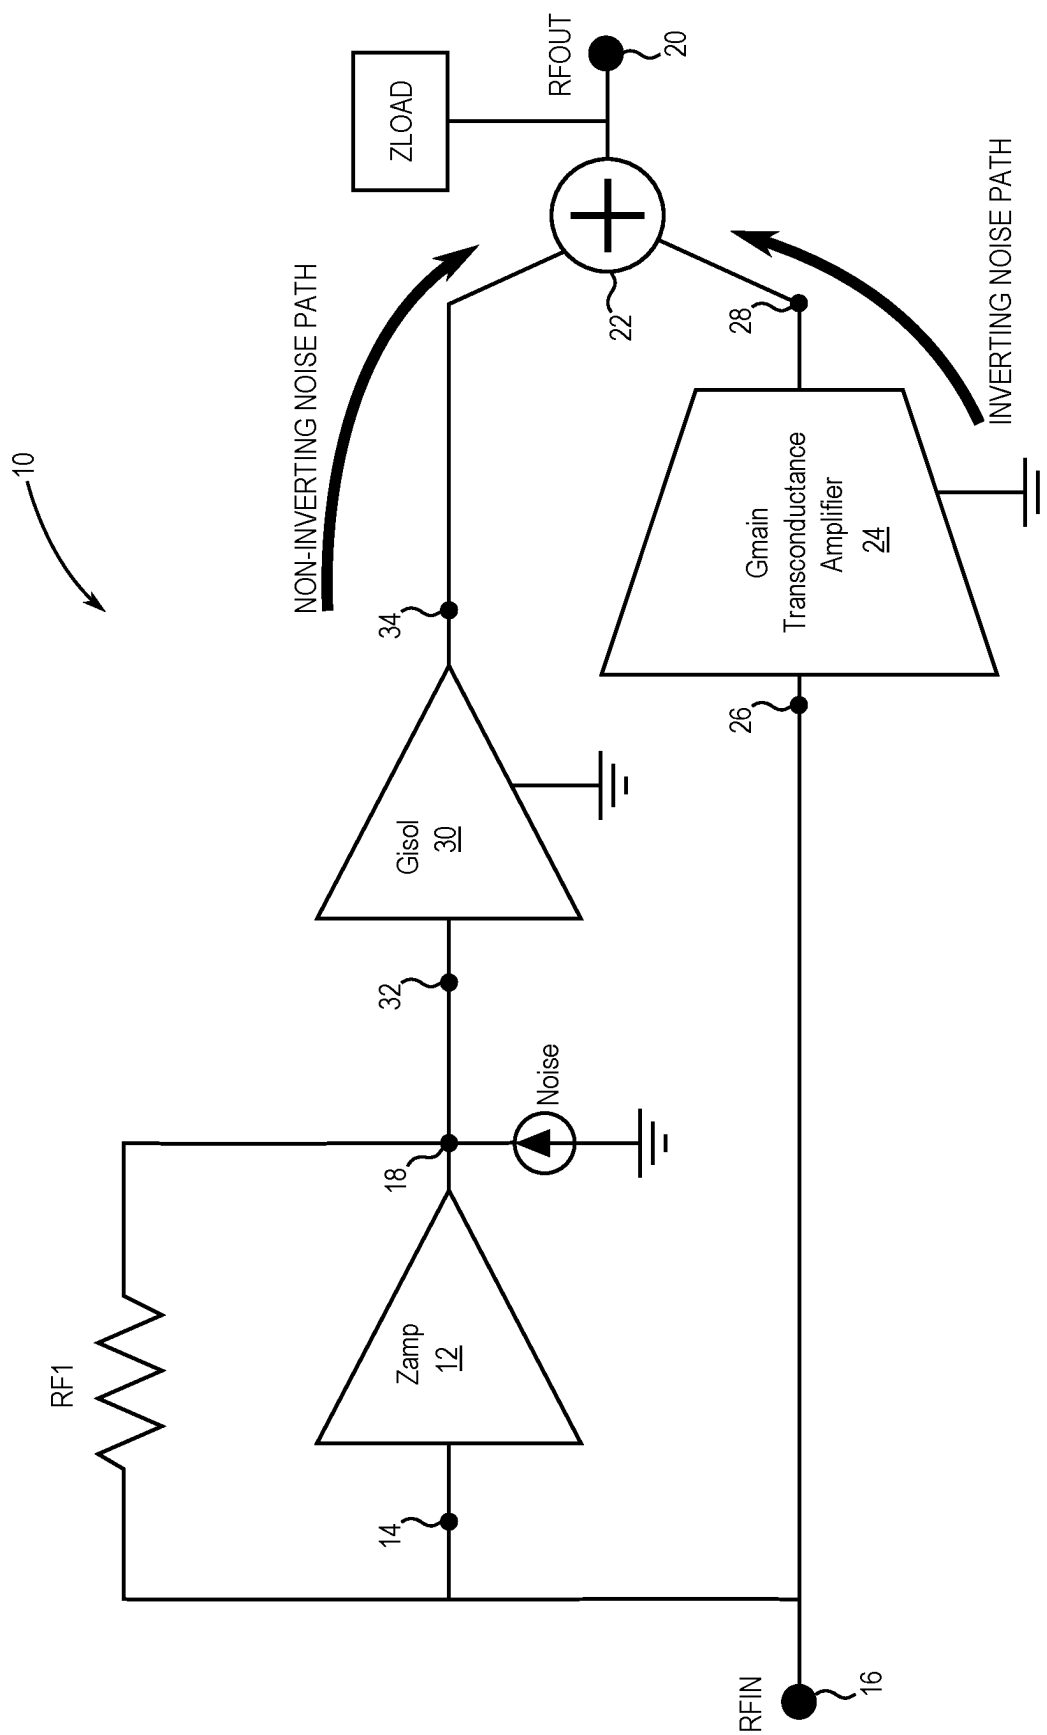 10
RF1
NON-INVERTING NOISE PATH
ZLOAD
RFOUT
20
14
Zamp
12
18
Noise
32
Gisol
30
34
22
RFIN
16
26
Gmain
Transconductance
Amplifier
24
28
INVERTING NOISE PATH